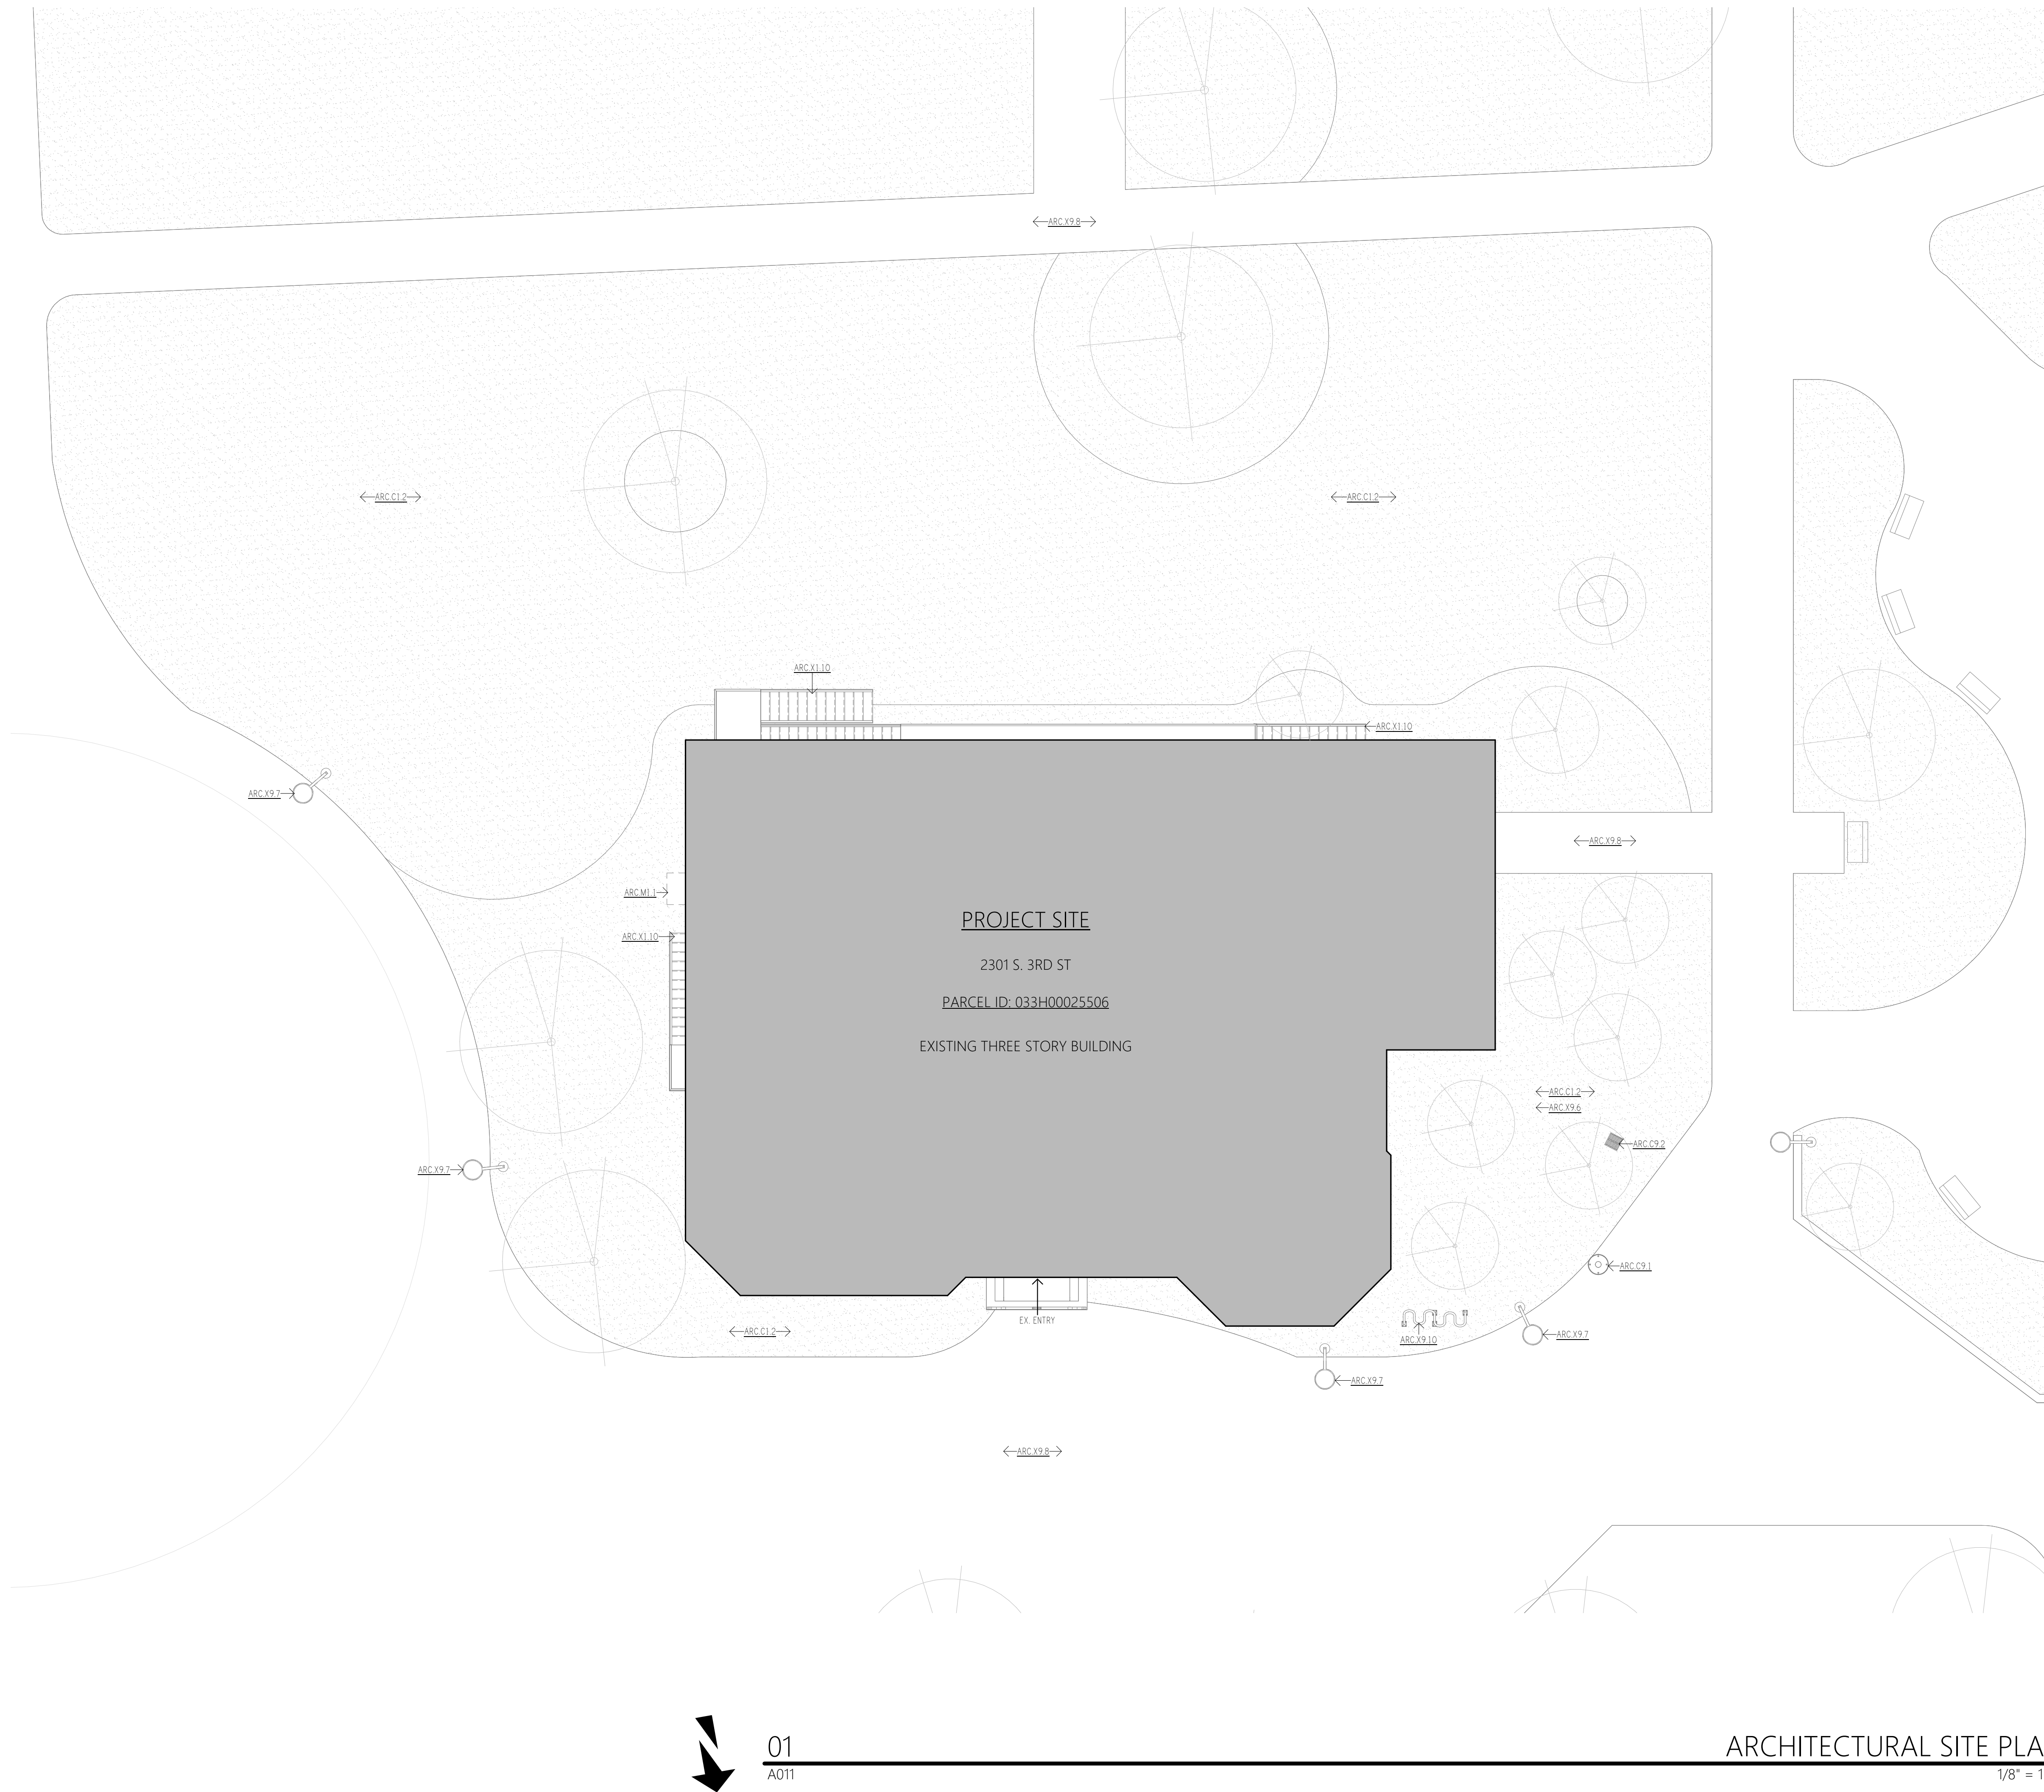 ARC.X9.8
ARC.C1.2
ARC.C1.2
ARC.X1.10
ARC.X1.10
ARC.X9.7
ARC.X9.8
ARC.M1.1
PROJECT SITE
ARC.X1.10
2301 S. 3RD ST
PARCEL ID: 033H00025506
EXISTING THREE STORY BUILDING
ARC.C1.2
ARC.X9.6
ARC.C9.2
ARC.X9.7
ARC.C9.1
EX. ENTRY
ARC.C1.2
ARC.X9.10
ARC.X9.7
ARC.X9.7
ARC.X9.8
01
ARCHITECTURAL SITE PLA
A011
1/8" = 1